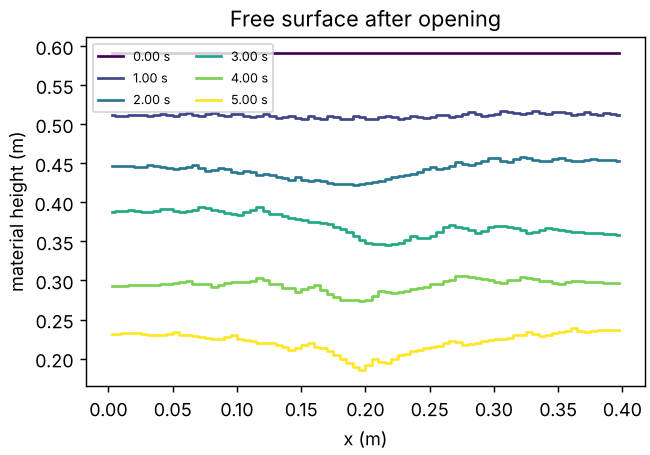 Free surface after opening
0.00 s
1.00 s
2.00 s
3.00 s
4.00 s
5.00 s
material height (m)
0.60
0.55
0.50
0.45
0.40
0.35
0.30
0.25
0.20
0.00 0.05 0.10 0.15 0.20 0.25 0.30 0.35 0.40
x (m)